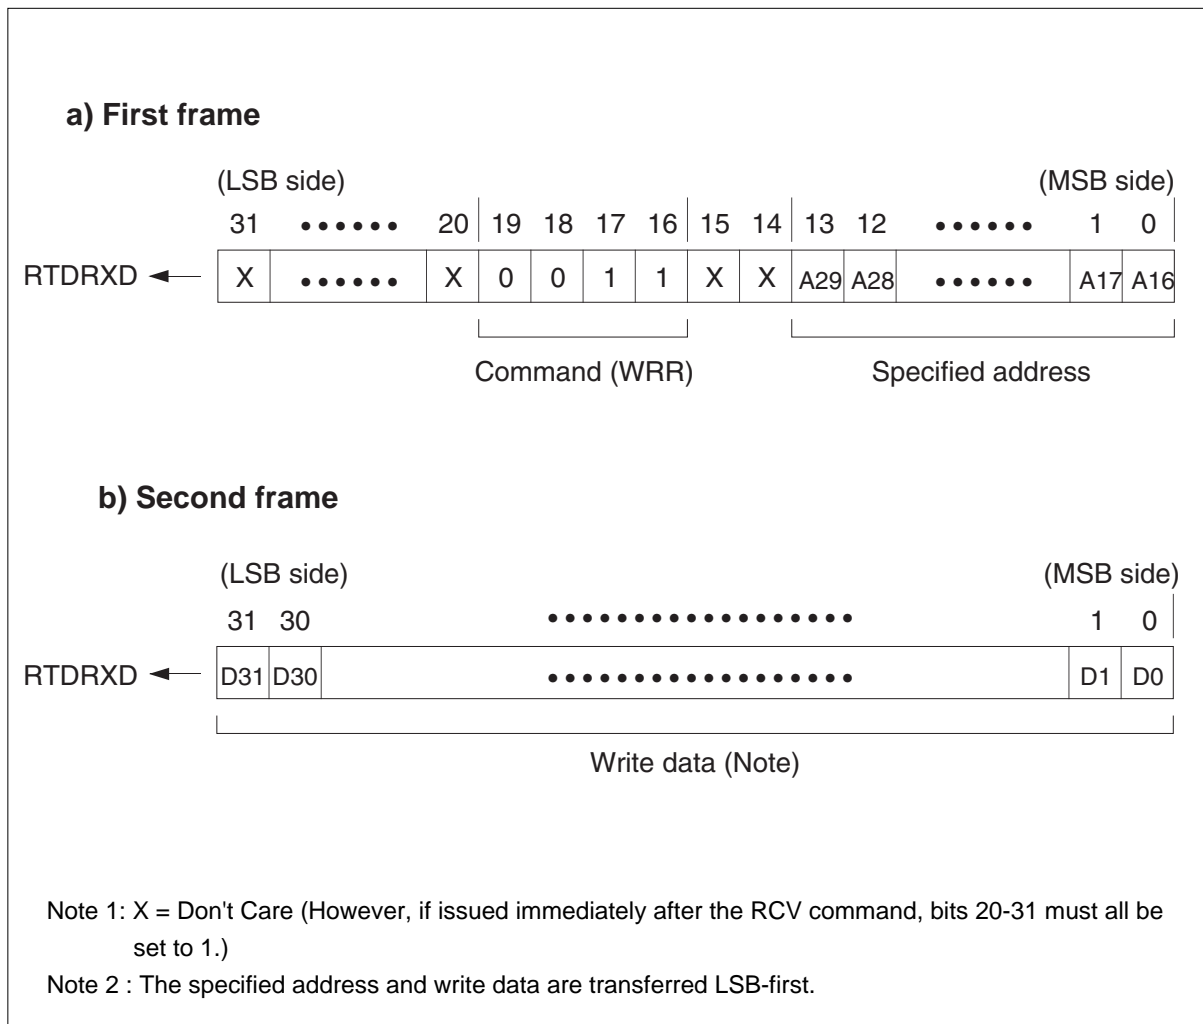 a) First frame
(LSB side) (MSB side)
31 •••••• 20 19 18 17 16 15 14 13 12 •••••• 1 0
RTDRXD X •••••• X 0 0 1 1 X X A29 A28 •••••• A17 A16
Command (WRR) Specified address
b) Second frame
(LSB side) (MSB side)
31 30 •••••••••••••••••• 1 0
RTDRXD D31 D30 •••••••••••••••••• D1 D0
Write data (Note)
Note 1: X = Don't Care (However, if issued immediately after the RCV command, bits 20-31 must all be
set to 1.)
Note 2 : The specified address and write data are transferred LSB-first.